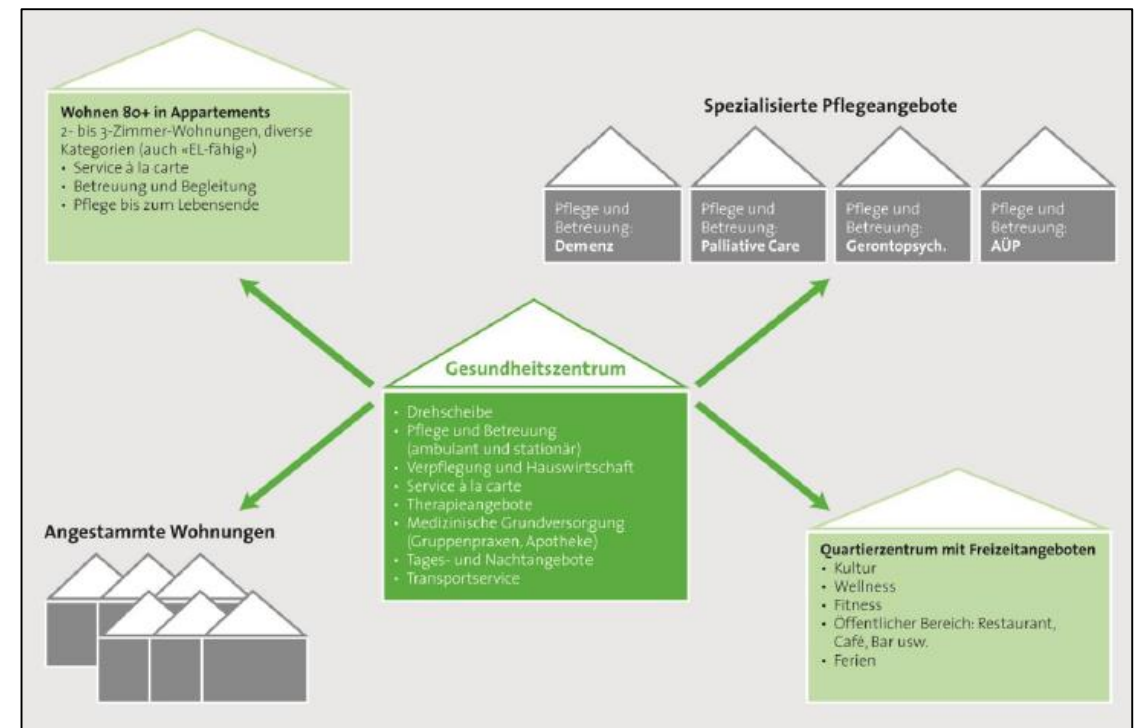 Wohnen 80+ in Appartements
2- bis 3-Zimmer-Wohnungen, diverse
Kategorien (auch «EL-fähig»)
• Service à la carte
• Betreuung und Begleitung
• Pflege bis zum Lebensende
Spezialisierte Pflegeangebote
Pflege und
Betreuung:
Demenz
Pflege und
Betreuung:
Palliative Care
Pflege und
Betreuung:
Gerontopsych.
Pflege und
Betreuung:
AÜP
Gesundheitszentrum
• Drehscheibe
• Pflege und Betreuung
(ambulant und stationär)
• Verpflegung und Hauswirtschaft
• Service à la carte
• Therapieangebote
• Medizinische Grundversorgung
(Gruppenpraxen, Apotheke)
• Tages- und Nachtangebote
• Transportservice
Angestammte Wohnungen
Quartierzentrum mit Freizeitangeboten
• Kultur
• Wellness
• Fitness
• Öffentlicher Bereich: Restaurant,
Café, Bar usw.
• Ferien